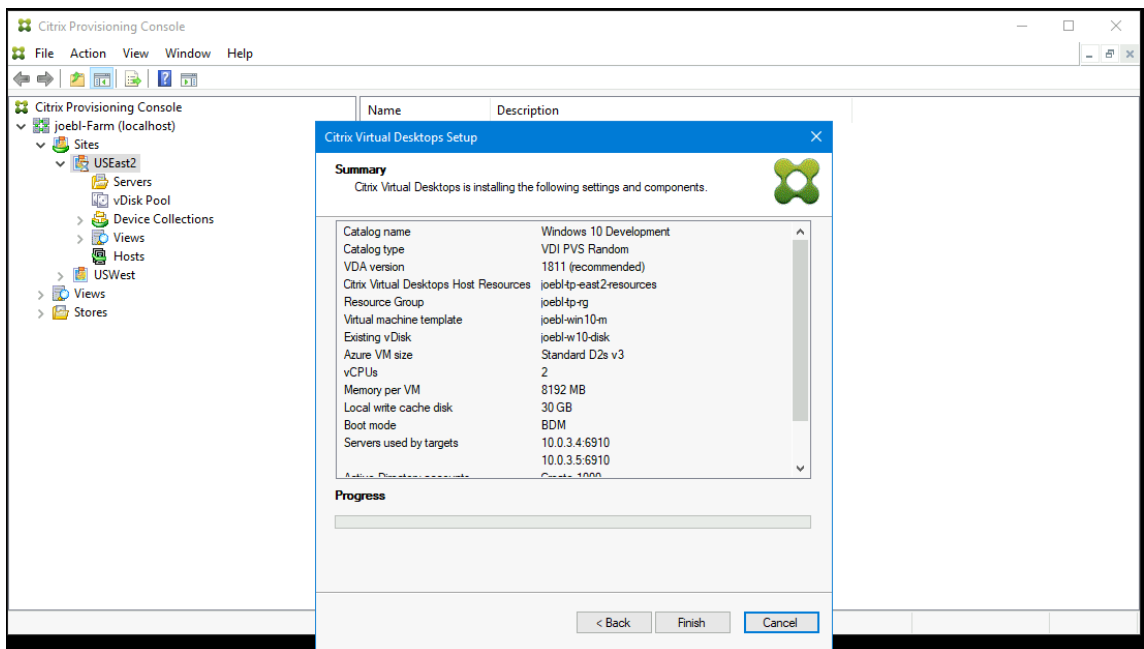 Citrix Provisioning Console
File Action View Window Help
Citrix Provisioning Console
joebl-Farm (localhost)
Sites
USEast2
Servers
vDisk Pool
Device Collections
Views
Hosts
USWest
Views
Stores
Name Description
Citrix Virtual Desktops Setup
Summary
Citrix Virtual Desktops is installing the following settings and components.
Catalog name Windows 10 Development
Catalog type VDI PVS Random
VDA version 1811 (recommended)
Citrix Virtual Desktops Host Resources joebl-tp-east2-resources
Resource Group joebl-tp-rg
Virtual machine template joebl-win10-m
Existing vDisk joebl-w10-disk
Azure VM size Standard D2s v3
vCPUs 2
Memory per VM 8192 MB
Local write cache disk 30 GB
Boot mode BDM
Servers used by targets 10.0.3.4:6910
10.0.3.5:6910
Active Directory accounts Create 1000
Progress
< Back Finish Cancel